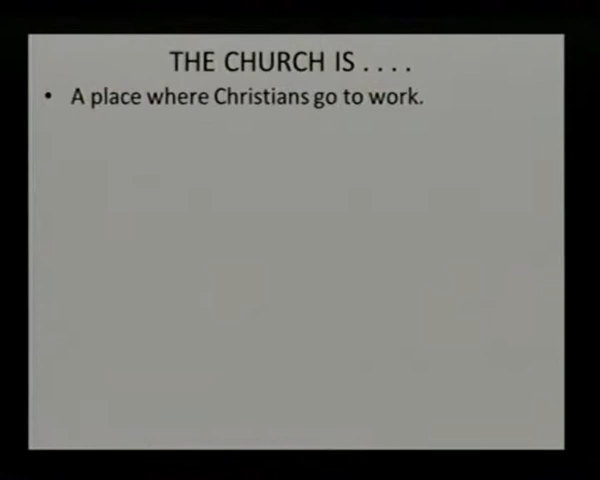 THE CHURCH IS . . . .
• A place where Christians go to work.